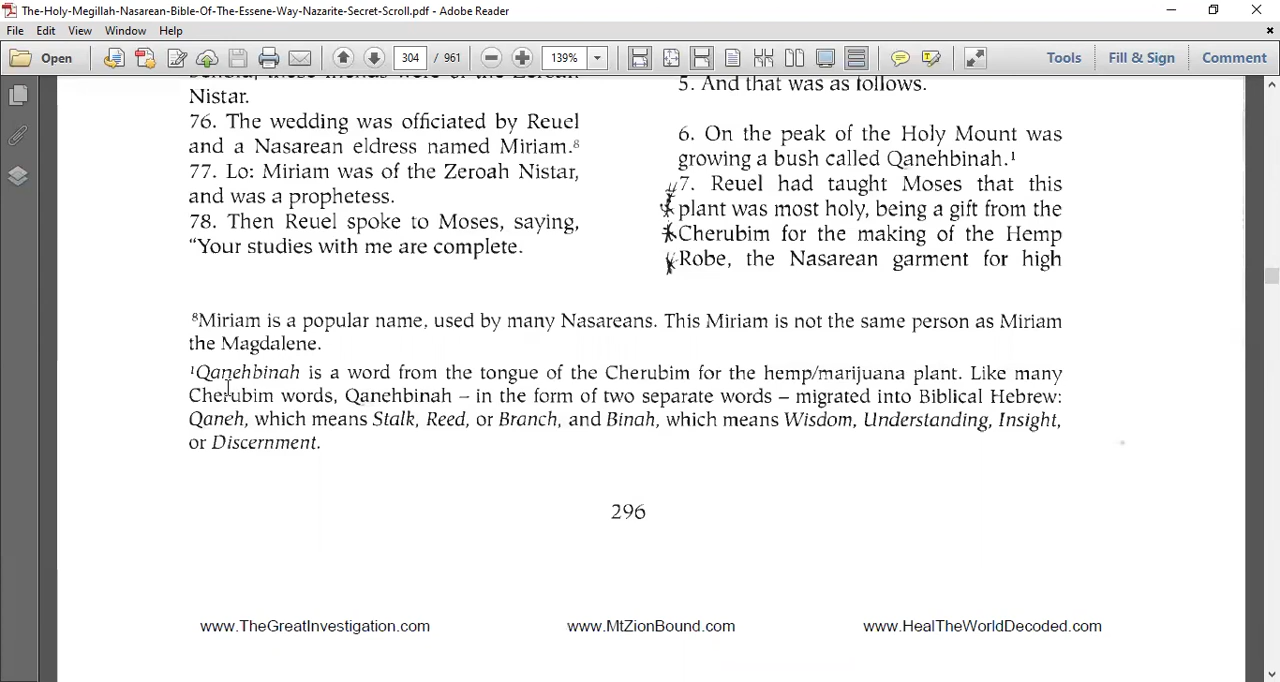 The-Holy-Megillah-Nasarean-Bible-Of-The-Essene-Way-Nazarite-Secret-Scroll.pdf - Adobe Reader
File Edit View Window Help
Open 304 / 961 139% Tools Fill & Sign Comment
behold, these friends were of the Zeroah
Nistar.
76. The wedding was officiated by Reuel
and a Nasarean eldress named Miriam.⁸
77. Lo: Miriam was of the Zeroah Nistar,
and was a prophetess.
78. Then Reuel spoke to Moses, saying,
“Your studies with me are complete.
5. And that was as follows.
6. On the peak of the Holy Mount was
growing a bush called Qanehbinah.¹
7. Reuel had taught Moses that this
plant was most holy, being a gift from the
Cherubim for the making of the Hemp
Robe, the Nasarean garment for high
⁸Miriam is a popular name, used by many Nasareans. This Miriam is not the same person as Miriam
the Magdalene.
¹Qanehbinah is a word from the tongue of the Cherubim for the hemp/marijuana plant. Like many
Cherubim words, Qanehbinah – in the form of two separate words – migrated into Biblical Hebrew:
Qaneh, which means Stalk, Reed, or Branch, and Binah, which means Wisdom, Understanding, Insight,
or Discernment.
296
www.TheGreatInvestigation.com www.MtZionBound.com www.HealTheWorldDecoded.com